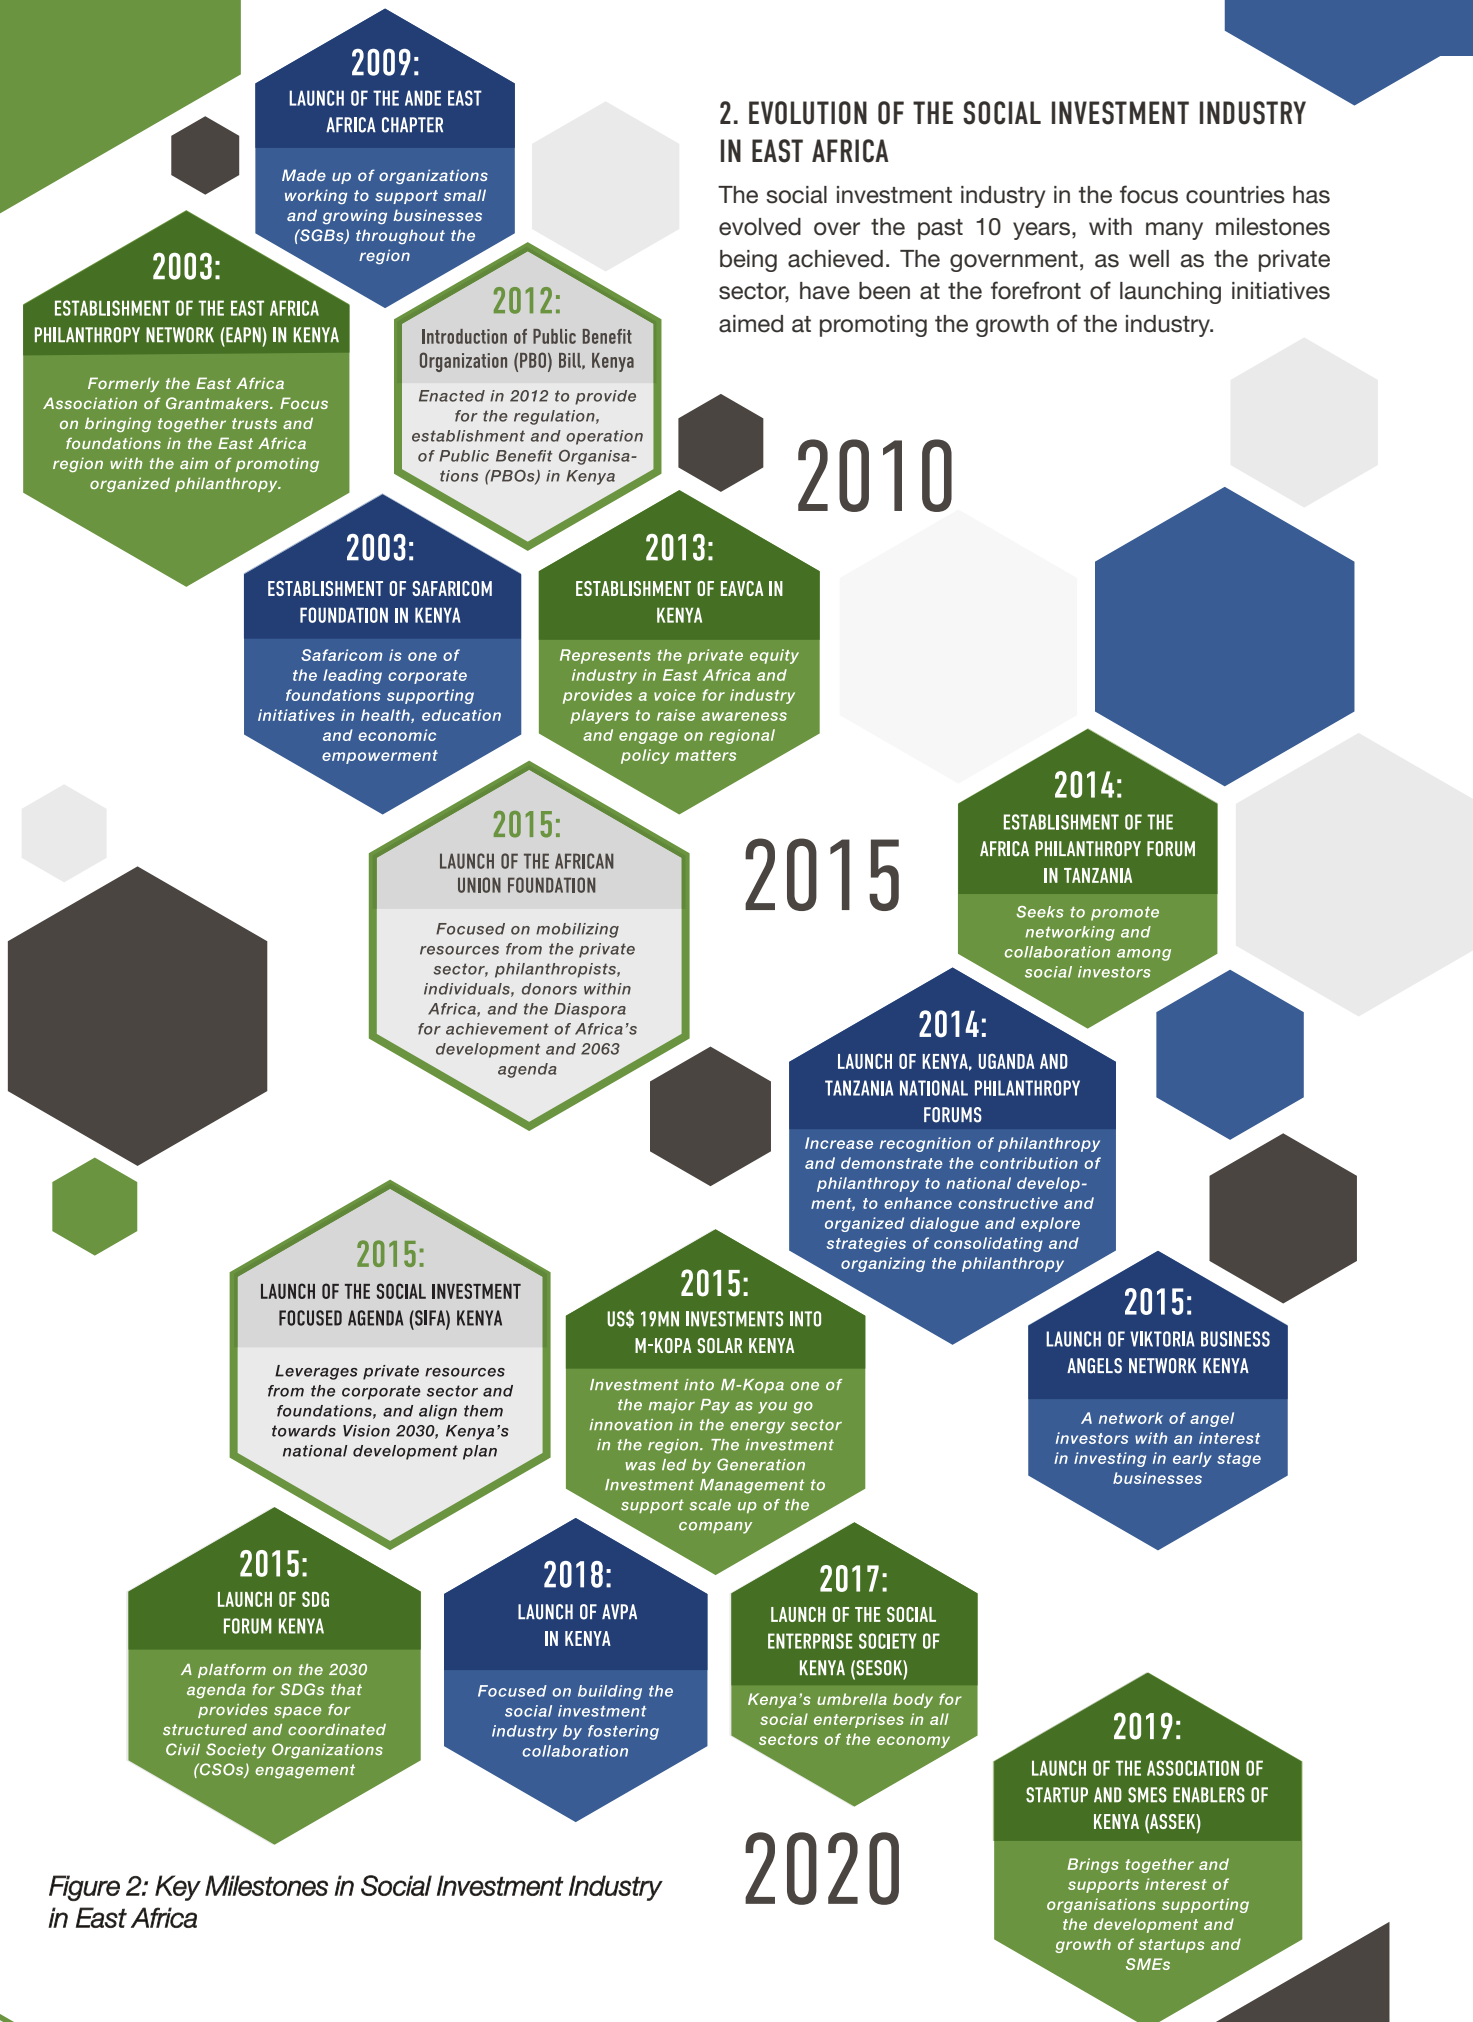 2009:
LAUNCH OF THE ANDE EAST
AFRICA CHAPTER
Made up of organizations
working to support small
and growing businesses
(SGBs) throughout the
region
2. EVOLUTION OF THE SOCIAL INVESTMENT INDUSTRY
IN EAST AFRICA
The social investment industry in the focus countries has
evolved over the past 10 years, with many milestones
being achieved. The government, as well as the private
sector, have been at the forefront of launching initiatives
aimed at promoting the growth of the industry.
2003:
ESTABLISHMENT OF THE EAST AFRICA
PHILANTHROPY NETWORK (EAPN) IN KENYA
Formerly the East Africa
Association of Grantmakers. Focus
on bringing together trusts and
foundations in the East Africa
region with the aim of promoting
organized philanthropy.
2012:
Introduction of Public Benefit
Organization (PBO) Bill, Kenya
Enacted in 2012 to provide
for the regulation,
establishment and operation
of Public Benefit Organisa-
tions (PBOs) in Kenya
2010
2003:
ESTABLISHMENT OF SAFARICOM
FOUNDATION IN KENYA
Safaricom is one of
the leading corporate
foundations supporting
initiatives in health, education
and economic
empowerment
2013:
ESTABLISHMENT OF EAVCA IN
KENYA
Represents the private equity
industry in East Africa and
provides a voice for industry
players to raise awareness
and engage on regional
policy matters
2015:
LAUNCH OF THE AFRICAN
UNION FOUNDATION
Focused on mobilizing
resources from the private
sector, philanthropists,
individuals, donors within
Africa, and the Diaspora
for achievement of Africa's
development and 2063
agenda
2015
2014:
ESTABLISHMENT OF THE
AFRICA PHILANTHROPY FORUM
IN TANZANIA
Seeks to promote
networking and
collaboration among
social investors
2014:
LAUNCH OF KENYA, UGANDA AND
TANZANIA NATIONAL PHILANTHROPY
FORUMS
Increase recognition of philanthropy
and demonstrate the contribution of
philanthropy to national develop-
ment, to enhance constructive and
organized dialogue and explore
strategies of consolidating and
organizing the philanthropy
2015:
LAUNCH OF THE SOCIAL INVESTMENT
FOCUSED AGENDA (SIFA) KENYA
Leverages private resources
from the corporate sector and
foundations, and align them
towards Vision 2030, Kenya's
national development plan
2015:
US$ 19MN INVESTMENTS INTO
M-KOPA SOLAR KENYA
Investment into M-Kopa one of
the major Pay as you go
innovation in the energy sector
in the region. The investment
was led by Generation
Investment Management to
support scale up of the
company
2015:
LAUNCH OF VIKTORIA BUSINESS
ANGELS NETWORK KENYA
A network of angel
investors with an interest
in investing in early stage
businesses
2015:
LAUNCH OF SDG
FORUM KENYA
A platform on the 2030
agenda for SDGs that
provides space for
structured and coordinated
Civil Society Organizations
(CSOs) engagement
2018:
LAUNCH OF AVPA
IN KENYA
Focused on building the
social investment
industry by fostering
collaboration
2017:
LAUNCH OF THE SOCIAL
ENTERPRISE SOCIETY OF
KENYA (SESOK)
Kenya's umbrella body for
social enterprises in all
sectors of the economy
2019:
LAUNCH OF THE ASSOCIATION OF
STARTUP AND SMES ENABLERS OF
KENYA (ASSEK)
Brings together and
supports interest of
organisations supporting
the development and
growth of startups and
SMEs
2020
Figure 2: Key Milestones in Social Investment Industry
in East Africa